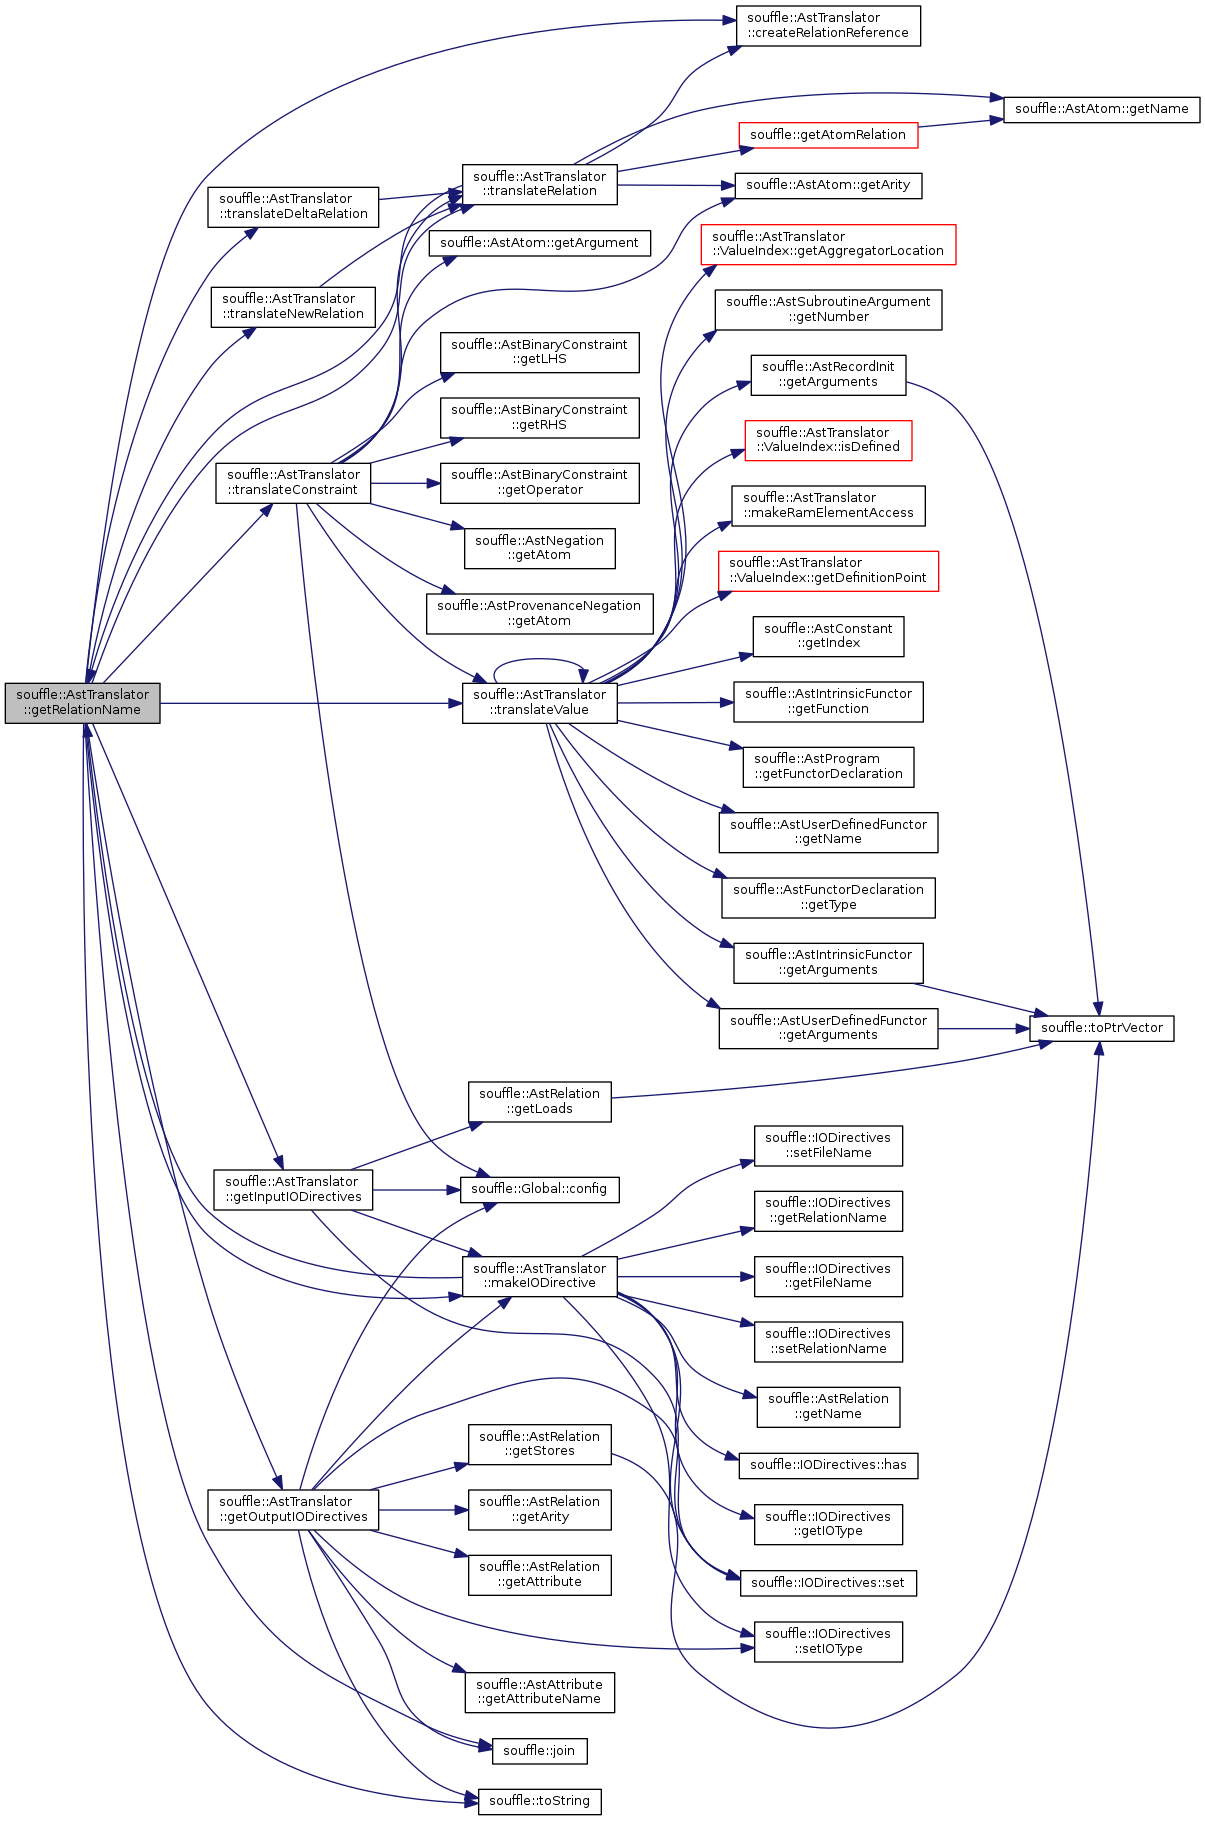 souffle::AstTranslator
::createRelationReference
souffle::AstAtom::getName
souffle::getAtomRelation
souffle::AstTranslator
::translateRelation
souffle::AstAtom::getArity
souffle::AstTranslator
::translateDeltaRelation
souffle::AstAtom::getArgument
souffle::AstTranslator
::ValueIndex::getAggregatorLocation
souffle::AstTranslator
::translateNewRelation
souffle::AstSubroutineArgument
::getNumber
souffle::AstBinaryConstraint
::getLHS
souffle::AstRecordInit
::getArguments
souffle::AstBinaryConstraint
::getRHS
souffle::AstTranslator
::ValueIndex::isDefined
souffle::AstTranslator
::translateConstraint
souffle::AstBinaryConstraint
::getOperator
souffle::AstTranslator
::makeRamElementAccess
souffle::AstNegation
::getAtom
souffle::AstTranslator
::ValueIndex::getDefinitionPoint
souffle::AstProvenanceNegation
::getAtom
souffle::AstConstant
::getIndex
souffle::AstTranslator
::getRelationName
souffle::AstTranslator
::translateValue
souffle::AstIntrinsicFunctor
::getFunction
souffle::AstProgram
::getFunctorDeclaration
souffle::AstUserDefinedFunctor
::getName
souffle::AstFunctorDeclaration
::getType
souffle::AstIntrinsicFunctor
::getArguments
souffle::AstUserDefinedFunctor
::getArguments
souffle::toPtrVector
souffle::AstRelation
::getLoads
souffle::IODirectives
::setFileName
souffle::AstTranslator
::getInputIODirectives
souffle::Global::config
souffle::IODirectives
::getRelationName
souffle::AstTranslator
::makeIODirective
souffle::IODirectives
::getFileName
souffle::IODirectives
::setRelationName
souffle::AstRelation
::getName
souffle::AstRelation
::getStores
souffle::IODirectives::has
souffle::AstTranslator
::getOutputIODirectives
souffle::AstRelation
::getArity
souffle::IODirectives
::getIOType
souffle::AstRelation
::getAttribute
souffle::IODirectives::set
souffle::IODirectives
::setIOType
souffle::AstAttribute
::getAttributeName
souffle::join
souffle::toString